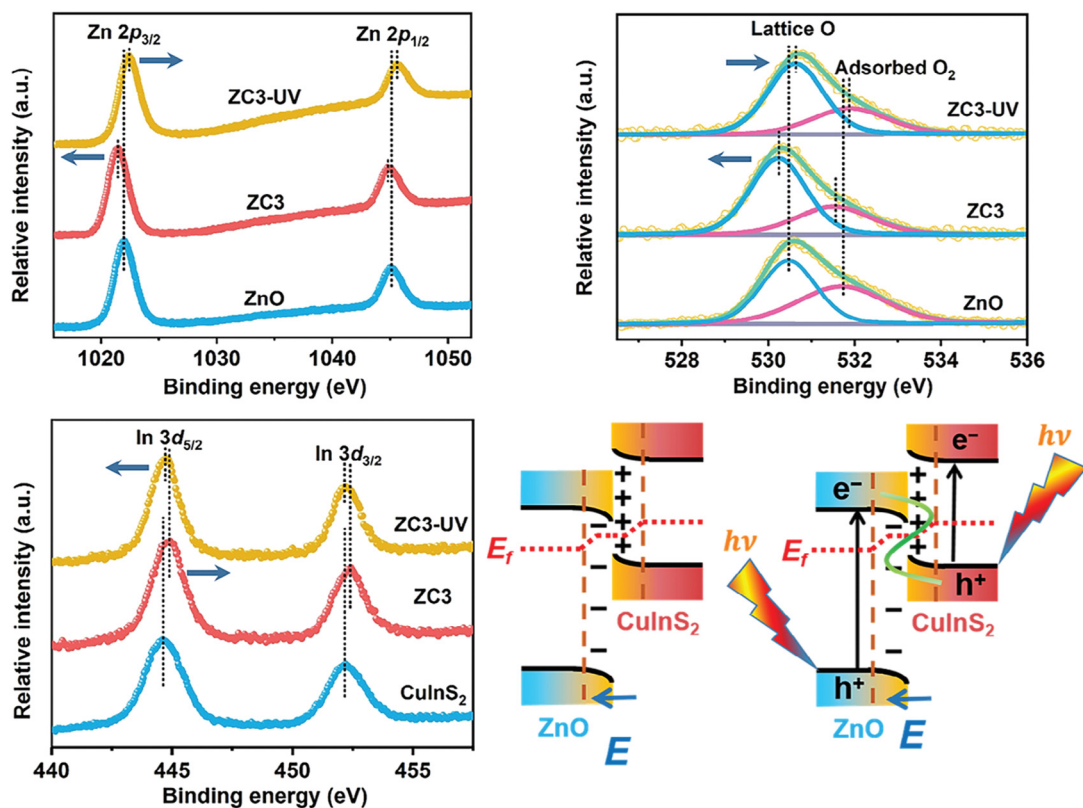 Relative intensity (a.u.)
Zn 2p3/2
Zn 2p1/2
ZC3-UV
ZC3
ZnO
1020 1030 1040 1050
Binding energy (eV)
Relative intensity (a.u.)
Lattice O
Adsorbed O2
ZC3-UV
ZC3
ZnO
528 530 532 534 536
Binding energy (eV)
Relative intensity (a.u.)
In 3d5/2
In 3d3/2
ZC3-UV
ZC3
CuInS2
440 445 450 455
Binding energy (eV)
+
+
+
+
+
−
−
−
−
Ef
CuInS2
ZnO
E
e−
hν
e−
+
+
+
+
+
−
−
−
−
Ef
hν
h+
CuInS2
h+
ZnO
E